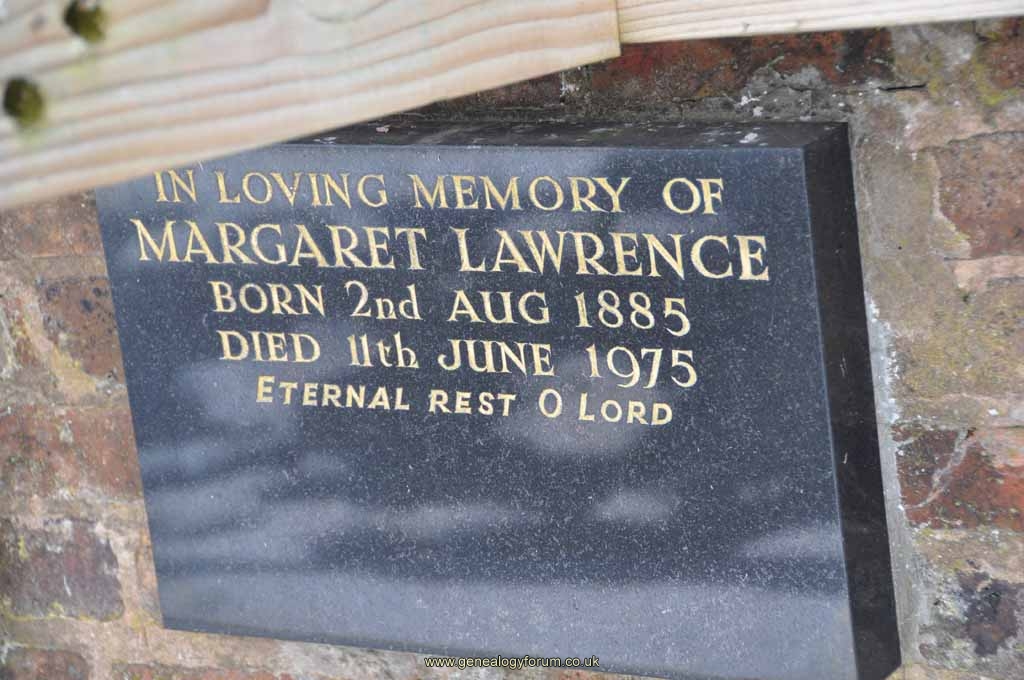 IN LOVING MEMORY OF
MARGARET LAWRENCE
BORN 2nd AUG 1885
DIED 11th JUNE 1975
ETERNAL REST O LORD
www.genealogyforum.co.uk